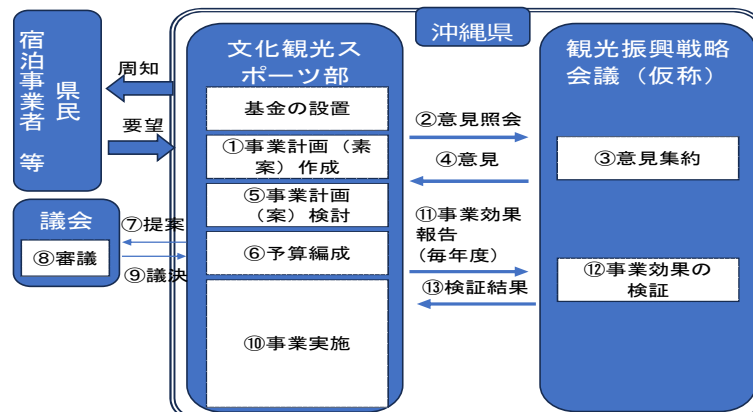 沖縄県
県民
宿泊事業者 等
周知
要望
文化観光ス
ポーツ部
基金の設置
①事業計画（素
案）作成
⑤事業計画
（案）検討
⑥予算編成
⑩事業実施
議会
⑧審議
⑦提案
⑨議決
②意見照会
④意見
⑪事業効果
報告
（毎年度）
⑬検証結果
観光振興戦略
会議（仮称）
③意見集約
⑫事業効果の
検証